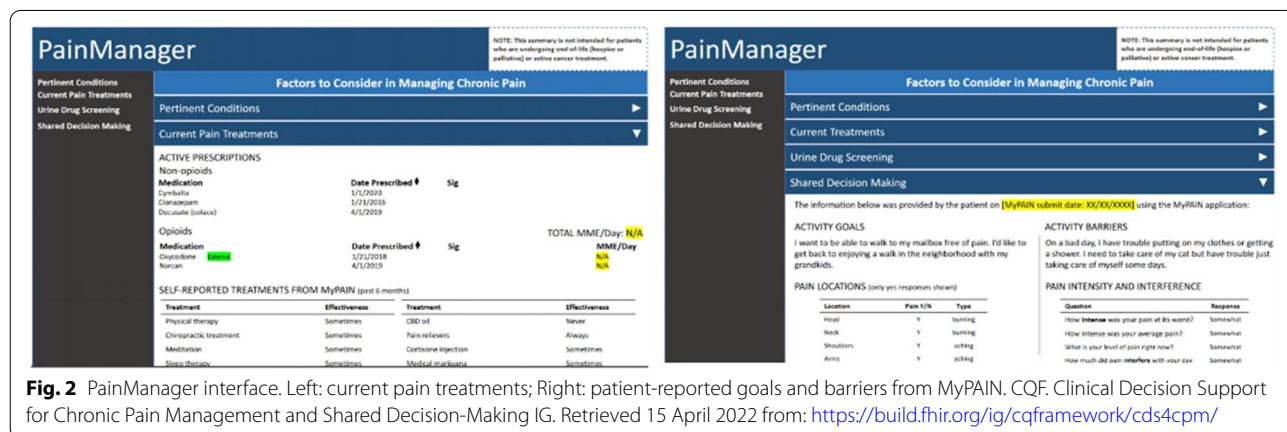 PainManager
NOTE: This summary is not intended for patients
who are undergoing end-of-life (hospice or
palliative) or active cancer treatment.
Pertinent Conditions
Current Pain Treatments
Urine Drug Screening
Shared Decision Making
Factors to Consider in Managing Chronic Pain
Pertinent Conditions
Current Pain Treatments
ACTIVE PRESCRIPTIONS
Non-opioids
Medication Date Prescribed Sig
Cymbalta 1/1/2020
Clonazepam 1/21/2016
Docusate (colace) 4/1/2019
Opioids TOTAL MME/Day: N/A
Medication Date Prescribed Sig MME/Day
Oxycodone 1/21/2018 N/A
Narcan 4/1/2019 N/A
SELF-REPORTED TREATMENTS FROM MyPAIN (past 6 months)
Treatment Effectiveness Treatment Effectiveness
Physical therapy Sometimes CBD oil Never
Chiropractic treatment Sometimes Pain relievers Always
Meditation Sometimes Cortisone injection Sometimes
Sleep therapy Sometimes Medical marijuana Sometimes
PainManager
NOTE: This summary is not intended for patients
who are undergoing end-of-life (hospice or
palliative) or active cancer treatment.
Pertinent Conditions
Current Pain Treatments
Urine Drug Screening
Shared Decision Making
Factors to Consider in Managing Chronic Pain
Pertinent Conditions
Current Treatments
Urine Drug Screening
Shared Decision Making
The information below was provided by the patient on [MyPAIN submit date: XX/XX/XXXX] using the MyPAIN application:
ACTIVITY GOALS
I want to be able to walk to my mailbox free of pain. I'd like to
get back to enjoying a walk in the neighborhood with my
grandkids.
ACTIVITY BARRIERS
On a bad day, I have trouble putting on my clothes or getting
a shower. I need to take care of my cat but have trouble just
taking care of myself some days.
PAIN LOCATIONS (only yes responses shown)
Location Pain Y/N Type
Head Y burning
Neck Y burning
Shoulders Y aching
Arms Y aching
PAIN INTENSITY AND INTERFERENCE
Question Response
How intense was your pain at its worst? Somewhat
How intense was your average pain? Somewhat
What is your level of pain right now? Somewhat
How much did pain interfere with your day Somewhat
Fig. 2 PainManager interface. Left: current pain treatments; Right: patient-reported goals and barriers from MyPAIN. CQF. Clinical Decision Support
for Chronic Pain Management and Shared Decision-Making IG. Retrieved 15 April 2022 from: https://build.fhir.org/ig/cqframework/cds4cpm/